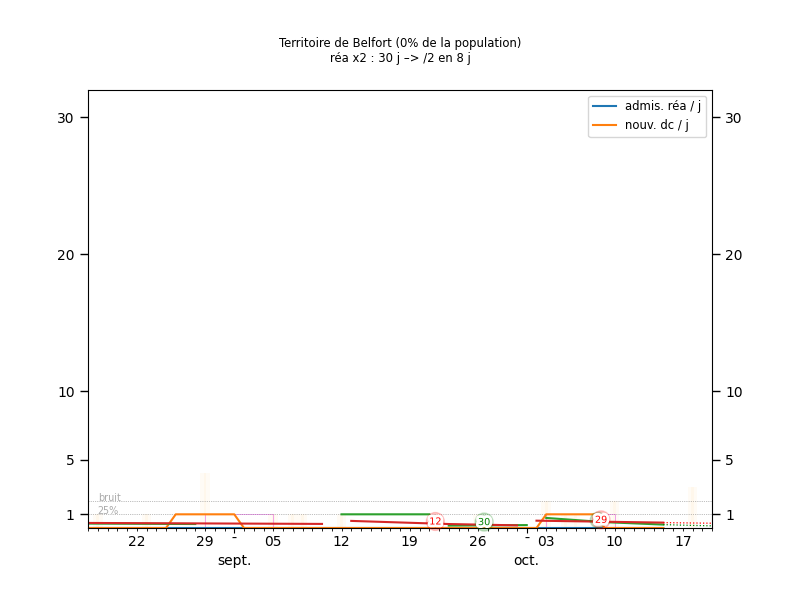 Territoire de Belfort (0% de la population)
réa x2 : 30 j –> /2 en 8 j
admis. réa / j
nouv. dc / j
30 30
20 20
10 10
5 5
bruit
25%
1 1
12 30 29
22 29 - 05 12 19 26 - 03 10 17
sept. oct.